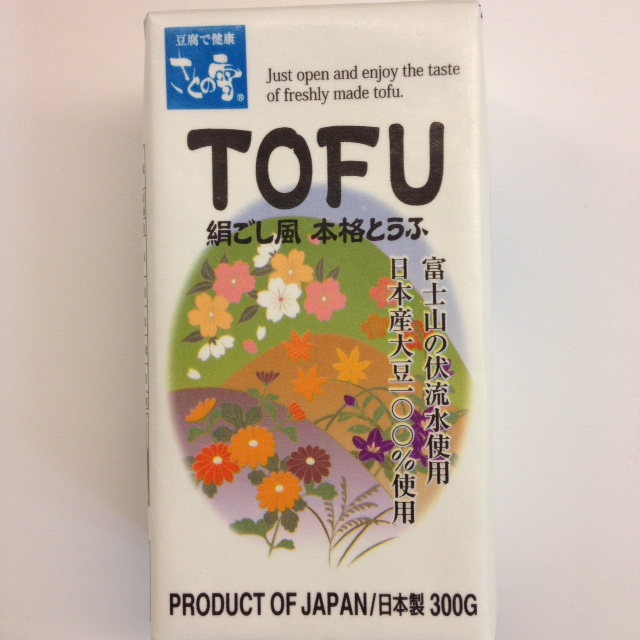 豆腐で健康
さとの雪®
Just open and enjoy the taste
of freshly made tofu.
TOFU
絹ごし風 本格とうふ
富士山の伏流水使用
日本産大豆一〇〇%使用
PRODUCT OF JAPAN/日本製 300G